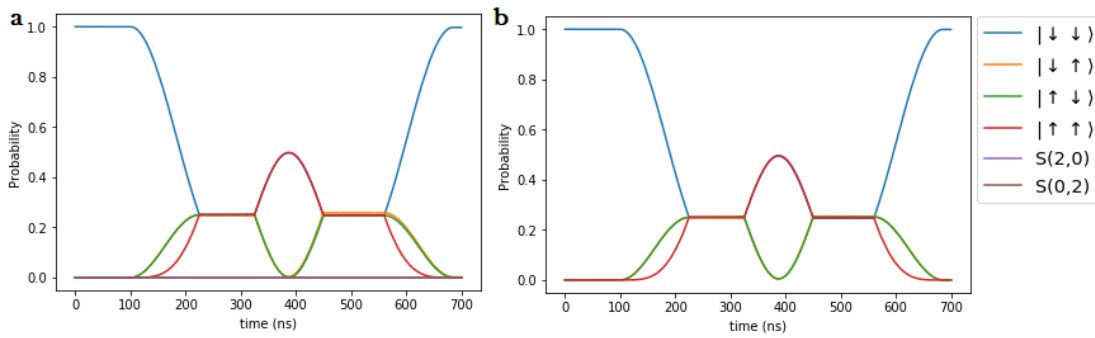 a
1.0
0.8
0.6
0.4
0.2
0.0
Probability
0 100 200 300 400 500 600 700
time (ns)
b
1.0
0.8
0.6
0.4
0.2
0.0
Probability
0 100 200 300 400 500 600 700
time (ns)
|↓ ↓⟩
|↓ ↑⟩
|↑ ↓⟩
|↑ ↑⟩
S(2,0)
S(0,2)